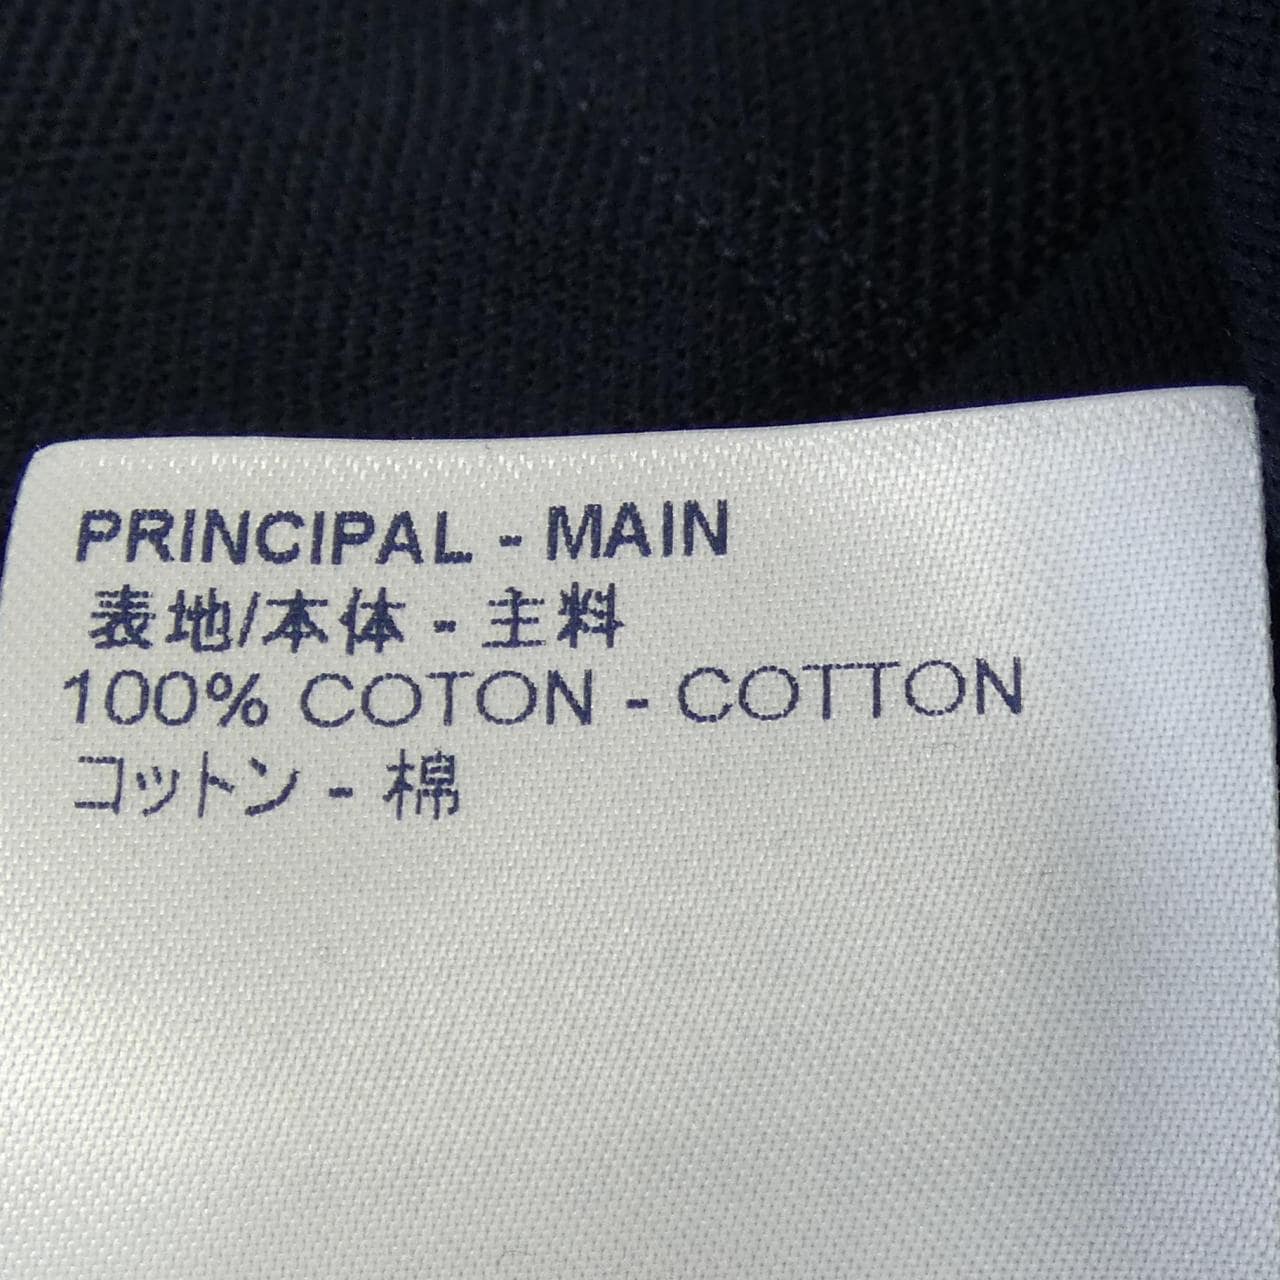 PRINCIPAL - MAIN
表地/本体 - 主料
100% COTON - COTTON
コットン - 棉